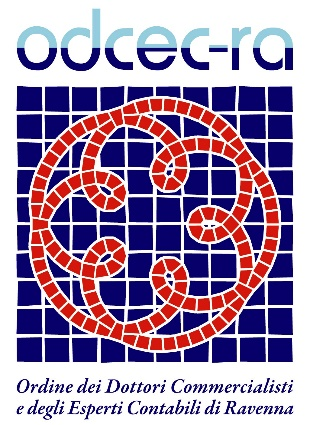 odcec-ra
Ordine dei Dottori Commercialisti
e degli Esperti Contabili di Ravenna